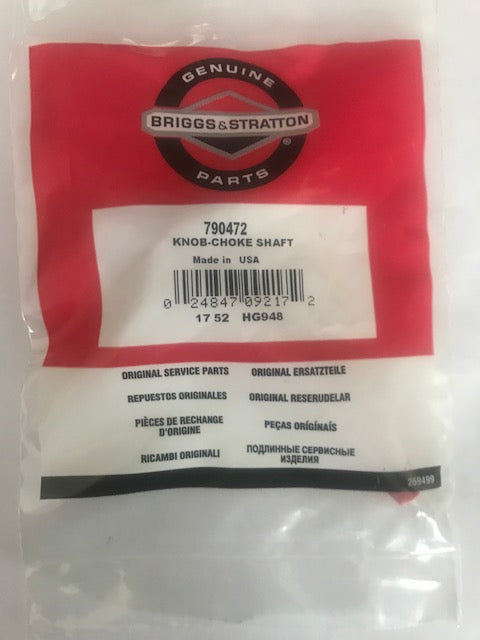 GENUINE
BRIGGS & STRATTON
®
PARTS
790472
KNOB-CHOKE SHAFT
Made in USA
0 24847 09217 2
17 52 HG948
ORIGINAL SERVICE PARTS ORIGINAL ERSATZTEILE
REPUESTOS ORIGINALES ORIGINAL RESERUDELAR
PIÈCES DE RECHANGE
D'ORIGINE
PEÇAS ORÍGÍNAÍS
RICAMBI ORIGINALI
ПОДЛИННЫЕ СЕРВИСНЫЕ
ИЗДЕЛИЯ
269499